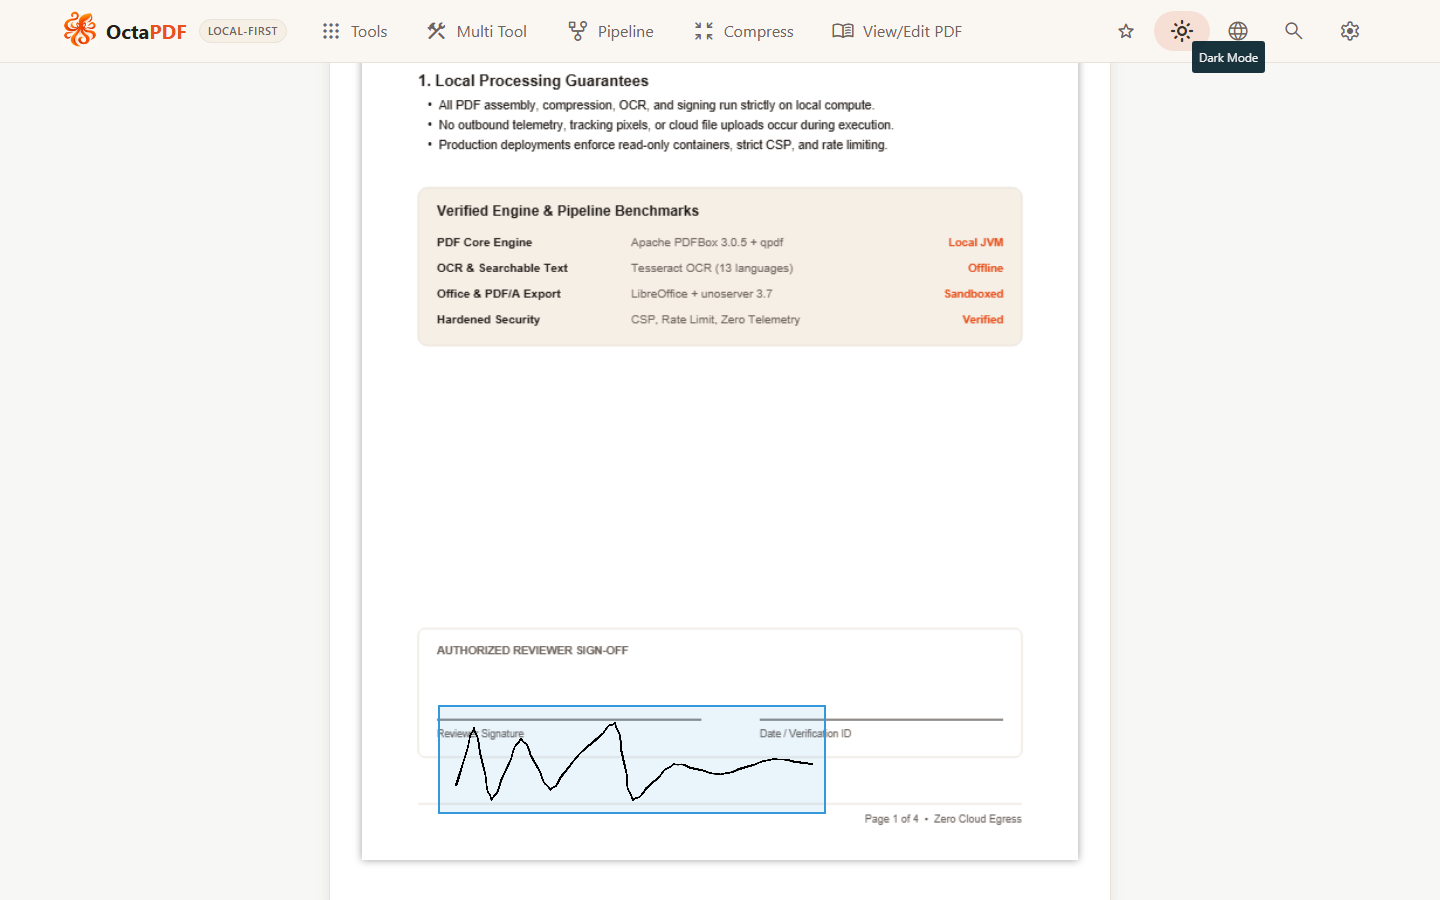 OctaPDF
LOCAL-FIRST
Tools
Multi Tool
Pipeline
Compress
View/Edit PDF
Dark Mode
1. Local Processing Guarantees
• All PDF assembly, compression, OCR, and signing run strictly on local compute.
• No outbound telemetry, tracking pixels, or cloud file uploads occur during execution.
• Production deployments enforce read-only containers, strict CSP, and rate limiting.
Verified Engine & Pipeline Benchmarks
PDF Core Engine Apache PDFBox 3.0.5 + qpdf Local JVM
OCR & Searchable Text Tesseract OCR (13 languages) Offline
Office & PDF/A Export LibreOffice + unoserver 3.7 Sandboxed
Hardened Security CSP, Rate Limit, Zero Telemetry Verified
AUTHORIZED REVIEWER SIGN-OFF
Reviewer Signature Date / Verification ID
Page 1 of 4 • Zero Cloud Egress